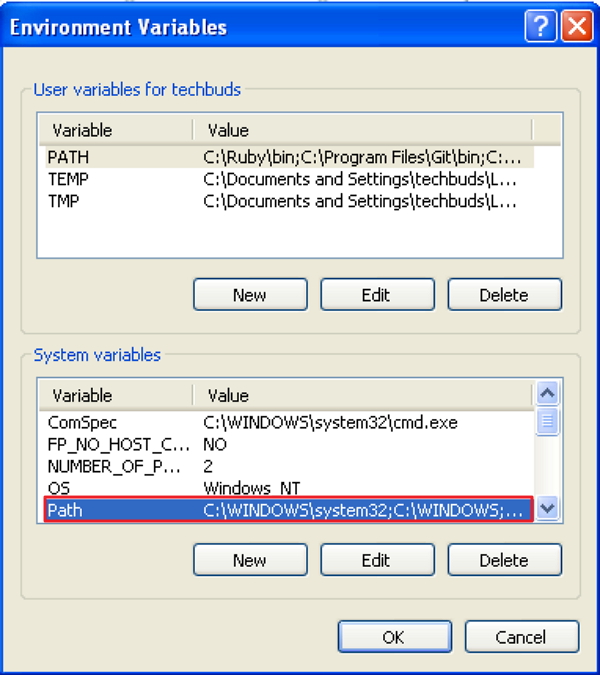 Environment Variables
User variables for techbuds
Variable Value
PATH C:\Ruby\bin;C:\Program Files\Git\bin;C:...
TEMP C:\Documents and Settings\techbuds\L...
TMP C:\Documents and Settings\techbuds\L...
New Edit Delete
System variables
Variable Value
ComSpec C:\WINDOWS\system32\cmd.exe
FP_NO_HOST_C... NO
NUMBER_OF_P... 2
OS Windows_NT
Path C:\WINDOWS\system32;C:\WINDOWS;...
New Edit Delete
OK Cancel